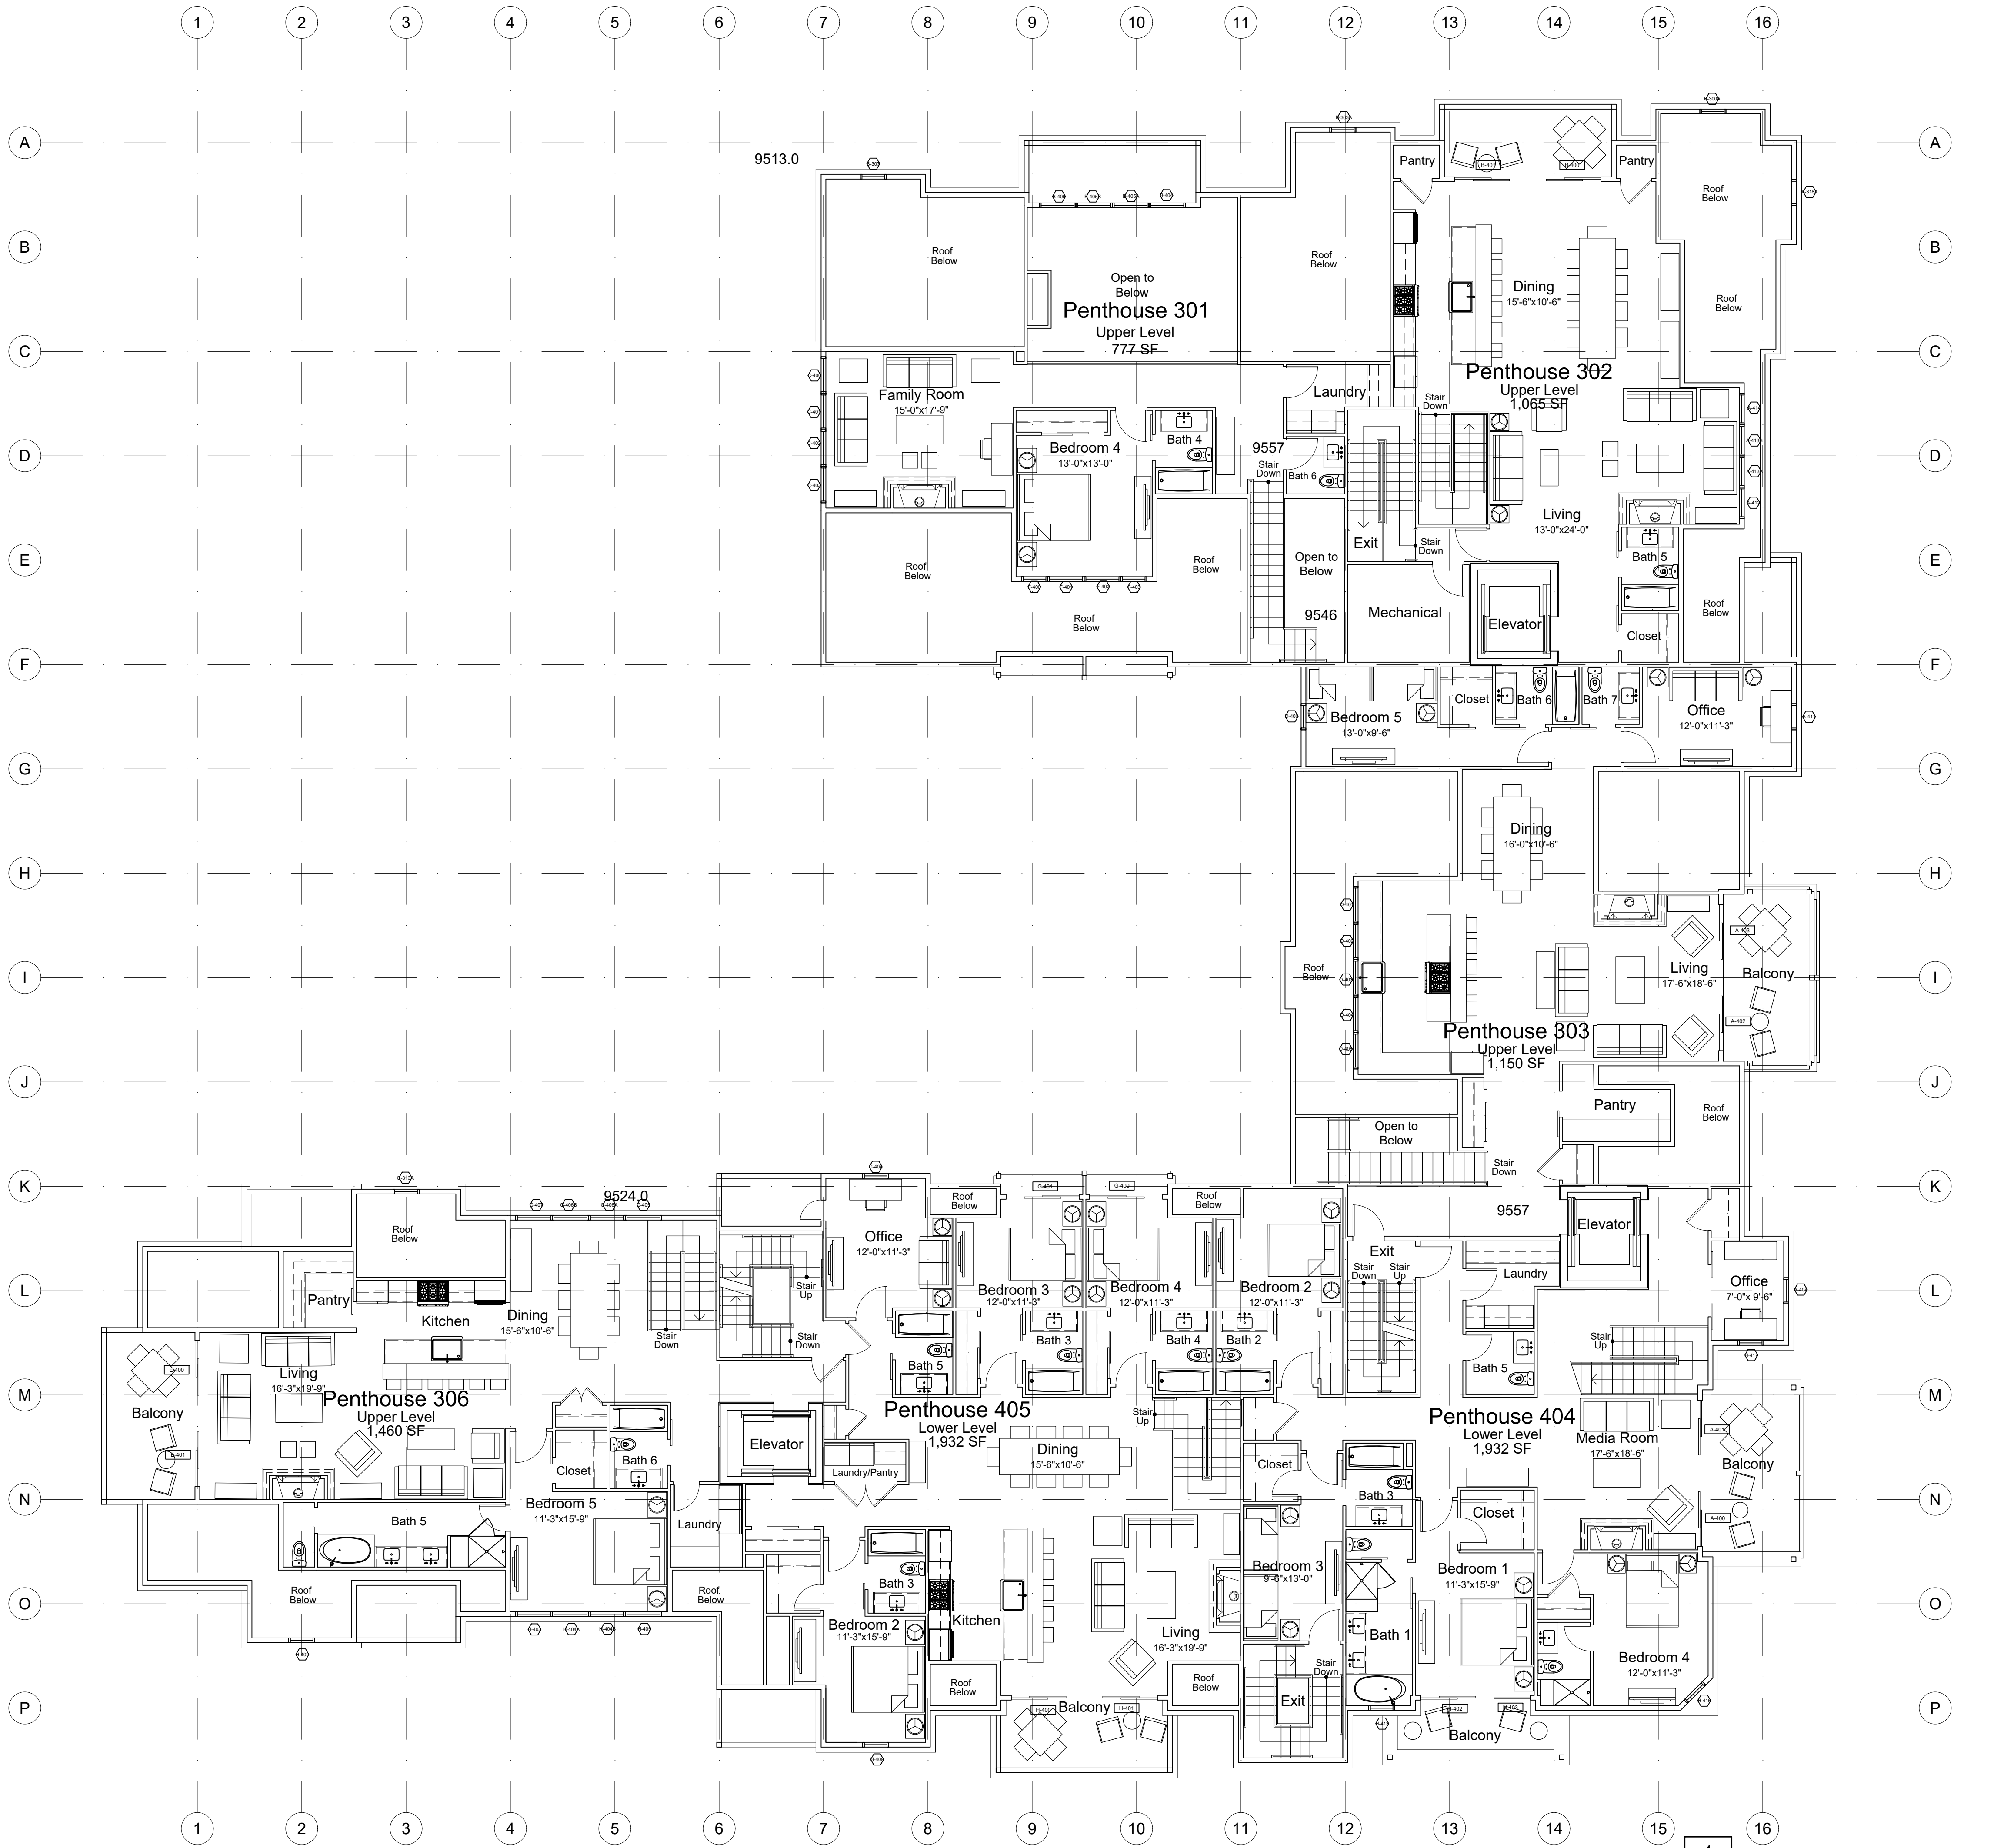 1 2 3 4 5 6 7 8 9 10 11 12 13 14 15 16
A
A
9513.0
Pantry
Pantry
B-401
B-400
Roof
Below
B
B
Roof
Below
Open to
Below
Roof
Below
Dining
15'-6"x10'-6"
Roof
Below
Penthouse 301
Upper Level
777 SF
C
C
Penthouse 302
Upper Level
1,065 SF
Family Room
15'-0"x17'-9"
Laundry
Stair
Down
Bedroom 4
13'-0"x13'-0"
Bath 4
9557
Stair
Down
Bath 6
D
D
Living
13'-0"x24'-0"
Exit
Stair
Down
Bath 5
E
E
Roof
Below
Roof
Below
Open to
Below
9546
Mechanical
Elevator
Closet
Roof
Below
Roof
Below
F
F
Bedroom 5
13'-0"x9'-6"
Closet
Bath 6
Bath 7
Office
12'-0"x11'-3"
G
G
Dining
16'-0"x10'-6"
H
H
A-403
Roof
Below
Living
17'-6"x18'-6"
Balcony
I
I
A-402
Penthouse 303
Upper Level
1,150 SF
J
J
Pantry
Roof
Below
Open to
Below
Stair
Down
K
K
9524.0
G-401
G-400
Roof
Below
Roof
Below
Roof
Below
9557
Elevator
Office
12'-0"x11'-3"
Exit
Stair
Down
Stair
Up
Laundry
Office
7'-0"x 9'-6"
L
L
Pantry
Kitchen
Dining
15'-6"x10'-6"
Stair
Down
Stair
Up
Stair
Down
Bedroom 3
12'-0"x11'-3"
Bedroom 4
12'-0"x11'-3"
Bedroom 2
12'-0"x11'-3"
Bath 5
Bath 3
Bath 4
Bath 2
Bath 5
Stair
Up
E-400
Living
16'-3"x19'-9"
M
M
Balcony
E-401
Penthouse 306
Upper Level
1,460 SF
Penthouse 405
Lower Level
1,932 SF
Stair
Up
Penthouse 404
Lower Level
1,932 SF
Media Room
17'-6"x18'-6"
A-401
Balcony
Closet
Bath 6
Elevator
Laundry/Pantry
Dining
15'-6"x10'-6"
Closet
Bath 3
N
N
Bath 5
Bedroom 5
11'-3"x15'-9"
Laundry
Closet
A-400
Bath 3
Bedroom 3
9'-6"x13'-0"
Bedroom 1
11'-3"x15'-9"
O
O
Roof
Below
Roof
Below
Bedroom 2
11'-3"x15'-9"
Kitchen
Living
16'-3"x19'-9"
Bath 1
Stair
Down
Bedroom 4
12'-0"x11'-3"
Roof
Below
Roof
Below
Exit
P
P
H-400
Balcony
H-401
H-402
H-403
Balcony
1 2 3 4 5 6 7 8 9 10 11 12 13 14 15 16